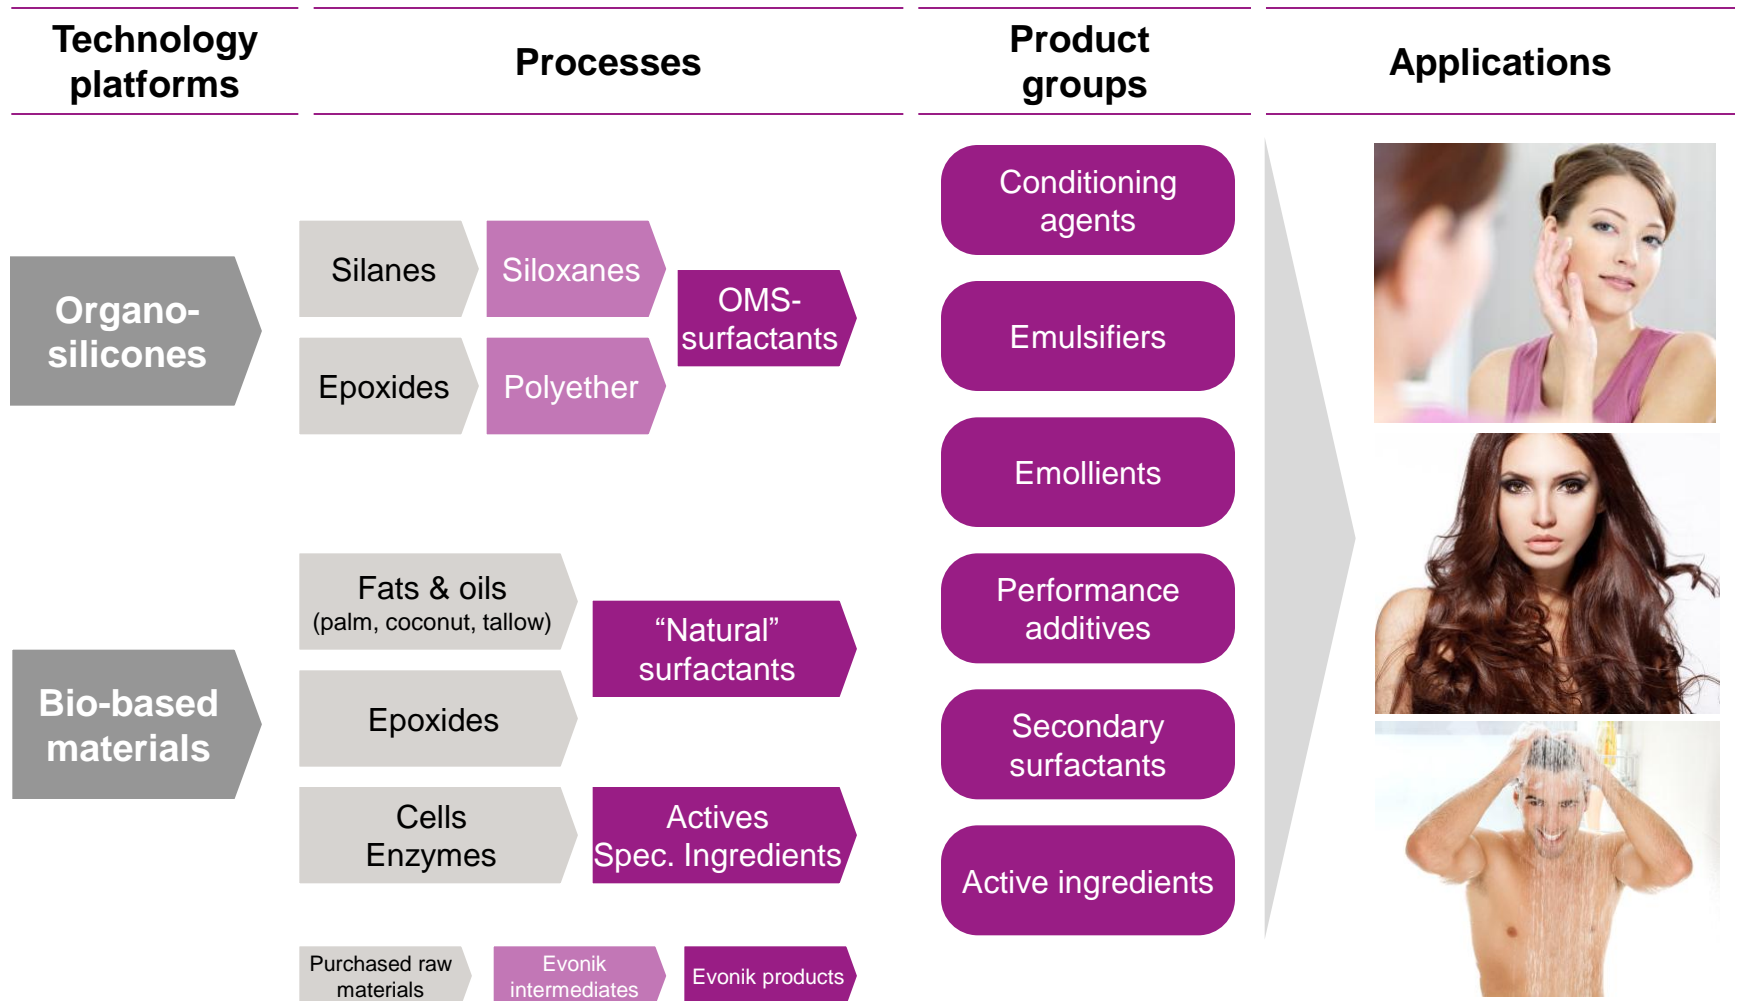 Technology
platforms
Processes
Product
groups
Applications
Organo-
silicones
Silanes
Siloxanes
Epoxides
Polyether
OMS-
surfactants
Bio-based
materials
Fats & oils
(palm, coconut, tallow)
Epoxides
“Natural”
surfactants
Cells
Enzymes
Actives
Spec. Ingredients
Conditioning
agents
Emulsifiers
Emollients
Performance
additives
Secondary
surfactants
Active ingredients
Purchased raw
materials
Evonik
intermediates
Evonik products